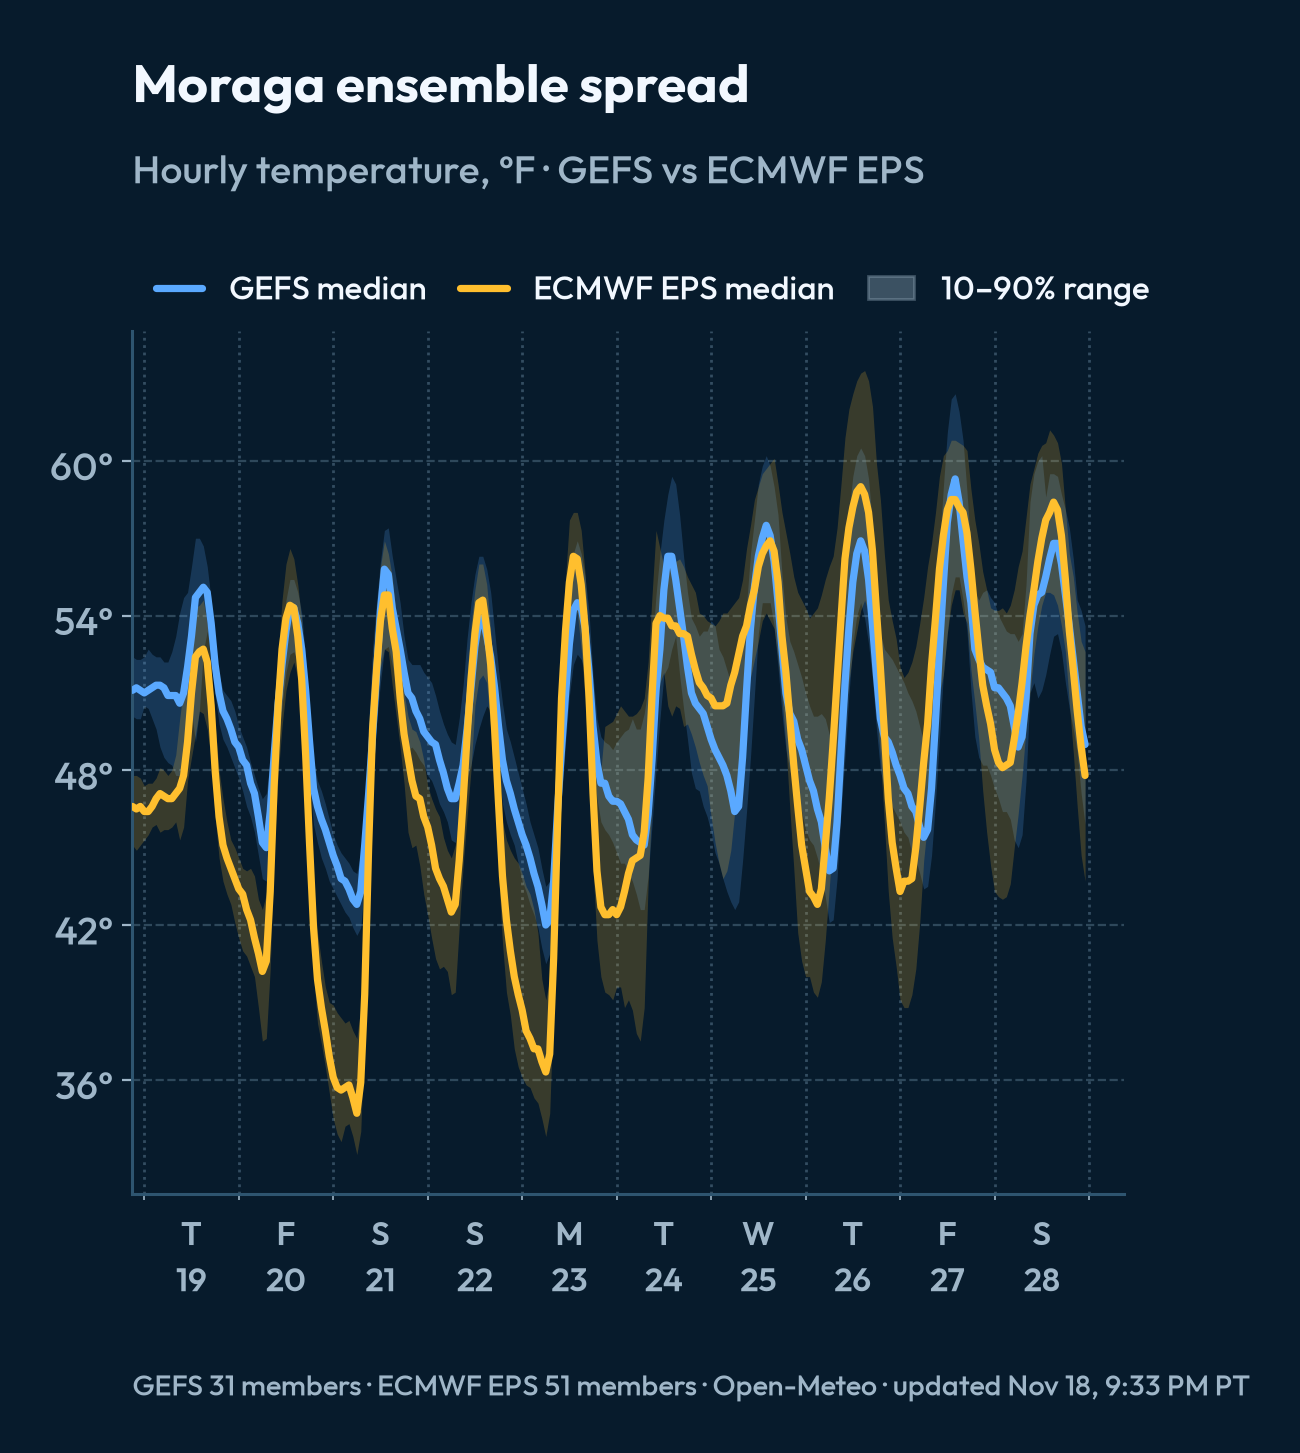 Moraga ensemble spread
Hourly temperature, °F · GEFS vs ECMWF EPS
GEFS median ECMWF EPS median 10–90% range
60°
54°
48°
42°
36°
T F S S M T W T F S
19 20 21 22 23 24 25 26 27 28
GEFS 31 members · ECMWF EPS 51 members · Open-Meteo · updated Nov 18, 9:33 PM PT